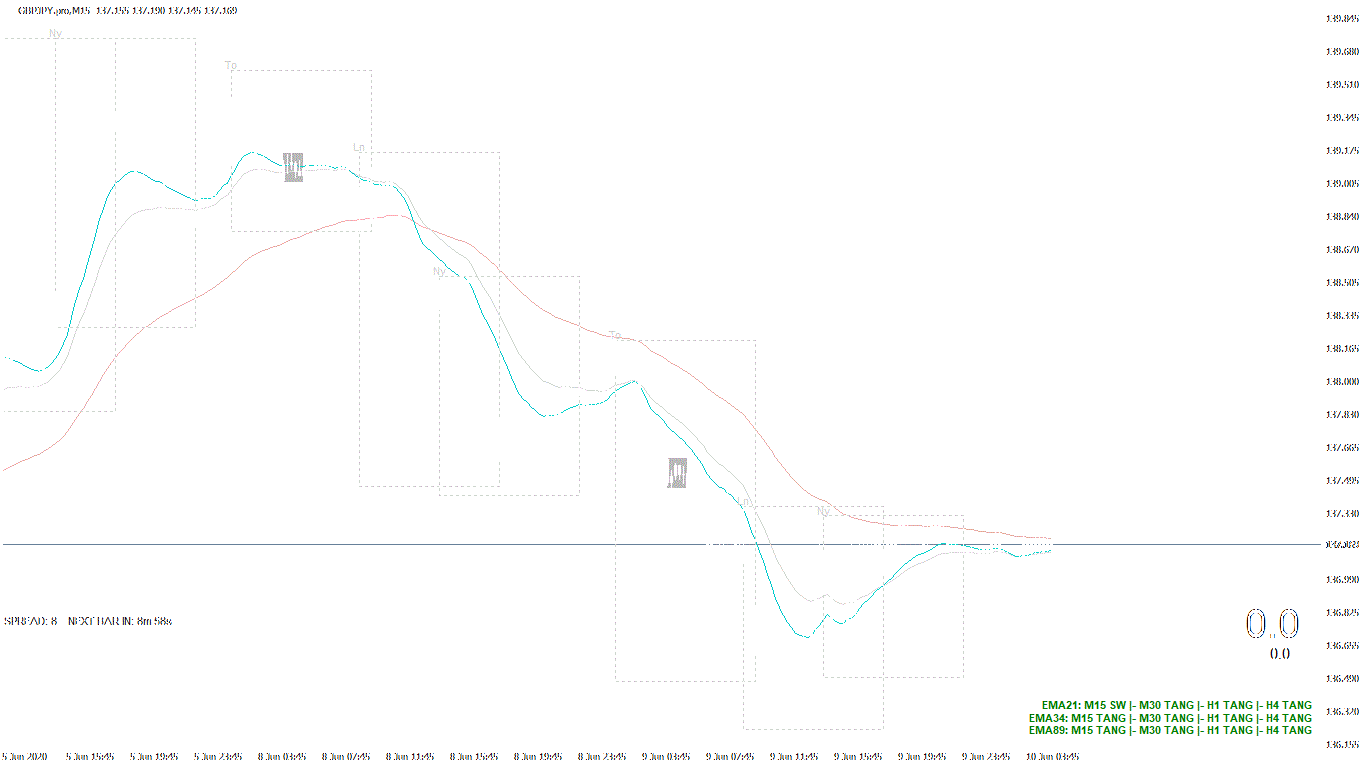 GBPJPY.pro,M15 137.155 137.190 137.145 137.169
Ny
To
Ln
Ny
To
Ln
Ny
139.845
139.680
139.510
139.345
139.175
139.005
138.840
138.670
138.505
138.335
138.165
138.000
137.830
137.665
137.495
137.330
136.990
136.825
136.655
136.490
136.320
136.155
SPREAD: 8 NEXT BAR IN: 8m 58s
0.0
() ()
EMA21: M15 SW |- M30 TANG |- H1 TANG |- H4 TANG
EMA34: M15 TANG |- M30 TANG |- H1 TANG |- H4 TANG
EMA89: M15 TANG |- M30 TANG |- H1 TANG |- H4 TANG
5 Jun 2020 5 Jun 15:45 5 Jun 19:45 5 Jun 23:45 8 Jun 03:45 8 Jun 07:45 8 Jun 11:45 8 Jun 15:45 8 Jun 19:45 8 Jun 23:45 9 Jun 03:45 9 Jun 07:45 9 Jun 11:45 9 Jun 15:45 9 Jun 19:45 9 Jun 23:45 10 Jun 03:45